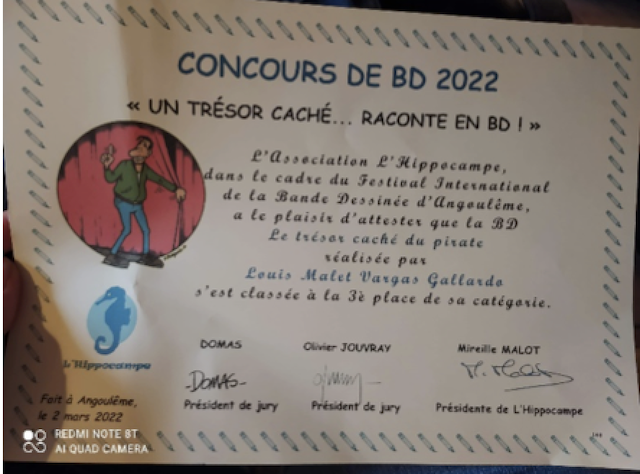 CONCOURS DE BD 2022
« UN TRÉSOR CACHÉ... RACONTE EN BD ! »
L'Association L'Hippocampe,
dans le cadre du Festival International
de la Bande Dessinée d'Angoulême,
a le plaisir d'attester que la BD
Le trésor caché du pirate
réalisée par
Louis Malet Vargas Gallardo
s'est classée à la 3è place de sa catégorie.
L'Hippocampe
DOMAS
Olivier JOUVRAY
Mireille MALOT
DOMAS
M. Malot
Président de jury
Président de jury
Présidente de L'Hippocampe
Fait à Angoulême,
le 2 mars 2022
REDMI NOTE 8T
AI QUAD CAMERA